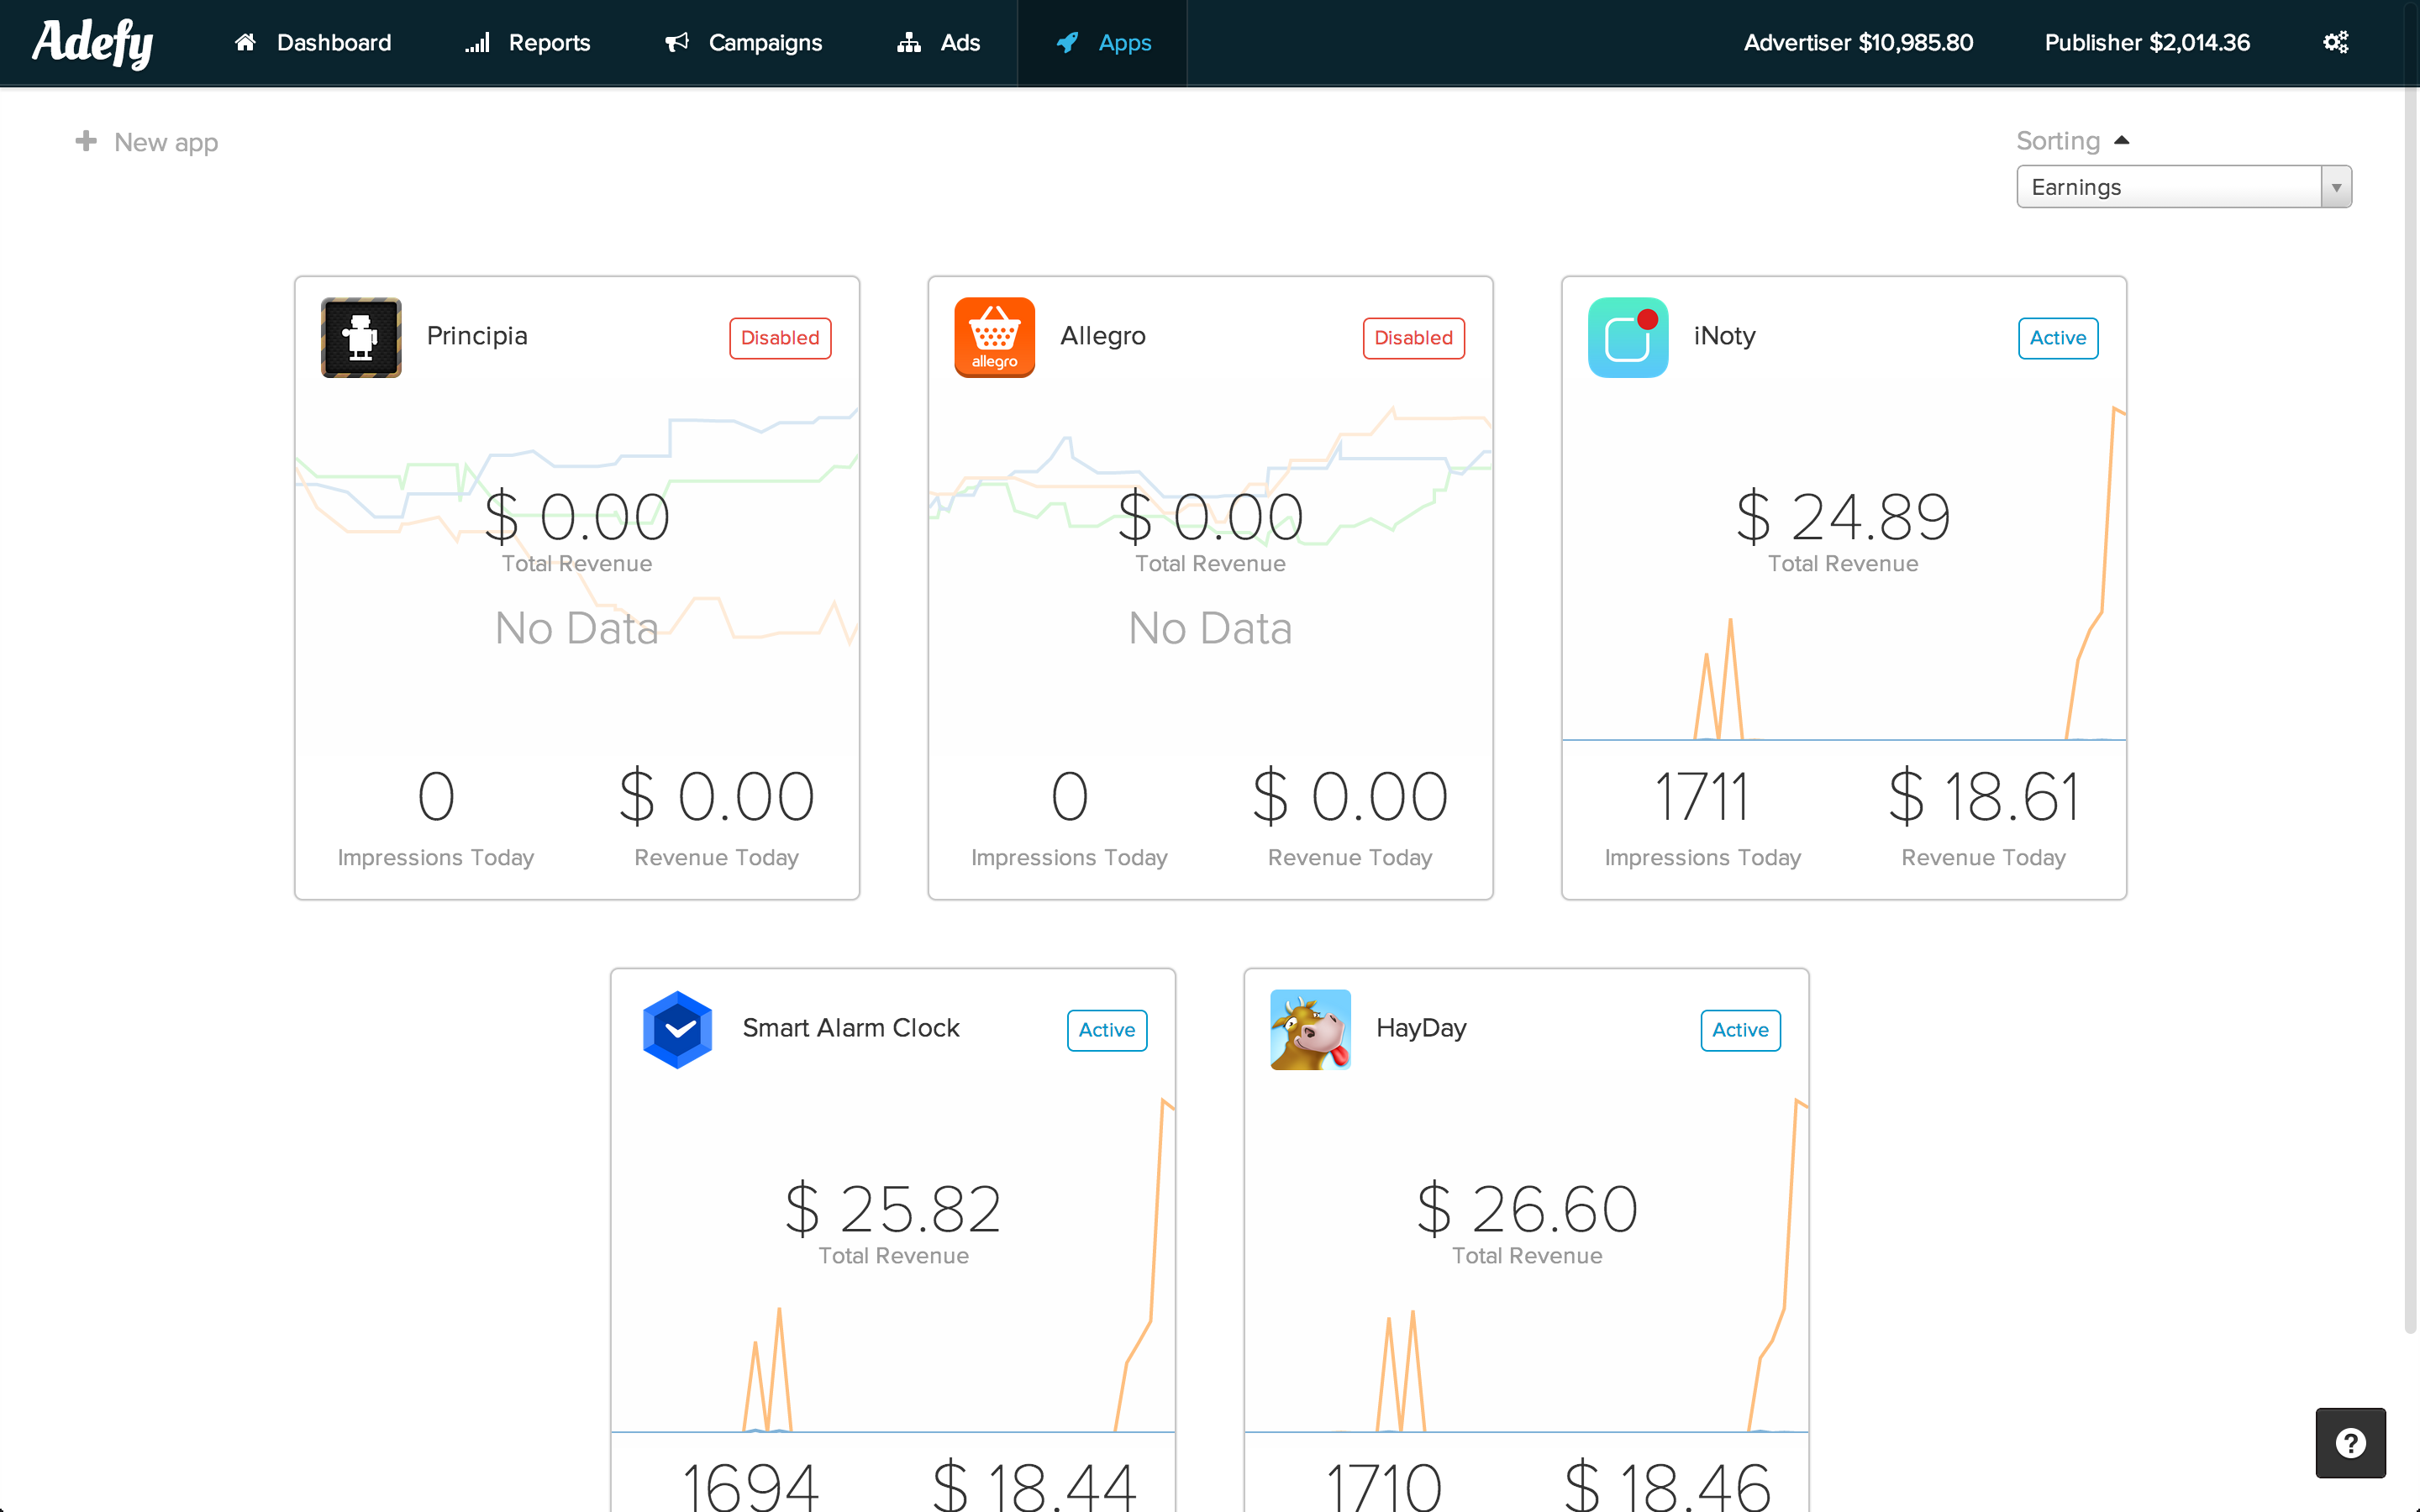 Adefy Dashboard Reports Campaigns Ads Apps Advertiser $10,985.80 Publisher $2,014.36
New app
Sorting
Earnings
Principia Disabled
$ 0.00
Total Revenue
No Data
0 $ 0.00
Impressions Today Revenue Today
allegro
Allegro Disabled
$ 0.00
Total Revenue
No Data
0 $ 0.00
Impressions Today Revenue Today
iNoty Active
$ 24.89
Total Revenue
1711 $ 18.61
Impressions Today Revenue Today
Smart Alarm Clock Active
$ 25.82
Total Revenue
1694 $ 18.44
HayDay Active
$ 26.60
Total Revenue
1710 $ 18.46
?